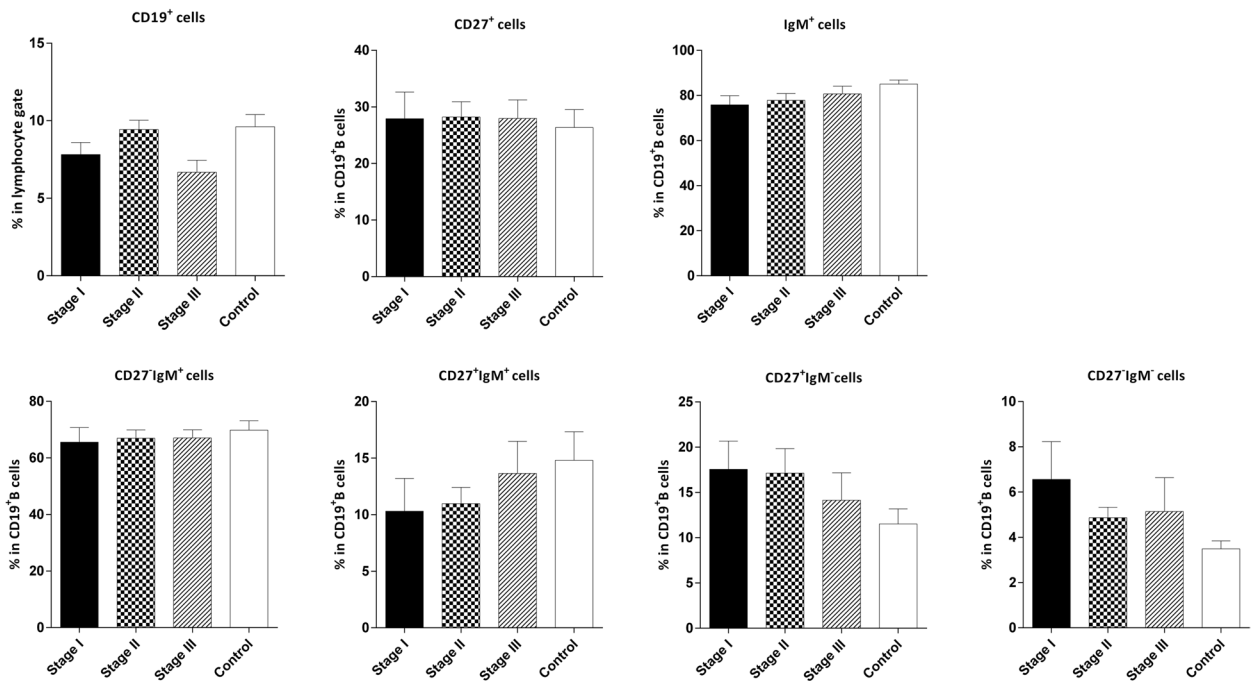 CD19⁺ cells
% in lymphocyte gate
15
10
5
0
Stage I
Stage II
Stage III
Control
CD27⁺ cells
% in CD19⁺B cells
40
30
20
10
0
Stage I
Stage II
Stage III
Control
IgM⁺ cells
% in CD19⁺B cells
100
80
60
40
20
0
Stage I
Stage II
Stage III
Control
CD27⁻IgM⁺ cells
% in CD19⁺B cells
80
60
40
20
0
Stage I
Stage II
Stage III
Control
CD27⁺IgM⁺ cells
% in CD19⁺B cells
20
15
10
5
0
Stage I
Stage II
Stage III
Control
CD27⁺IgM⁻cells
% in CD19⁺B cells
25
20
15
10
5
0
Stage I
Stage II
Stage III
Control
CD27⁻IgM⁻ cells
% in CD19⁺B cells
10
8
6
4
2
0
Stage I
Stage II
Stage III
Control